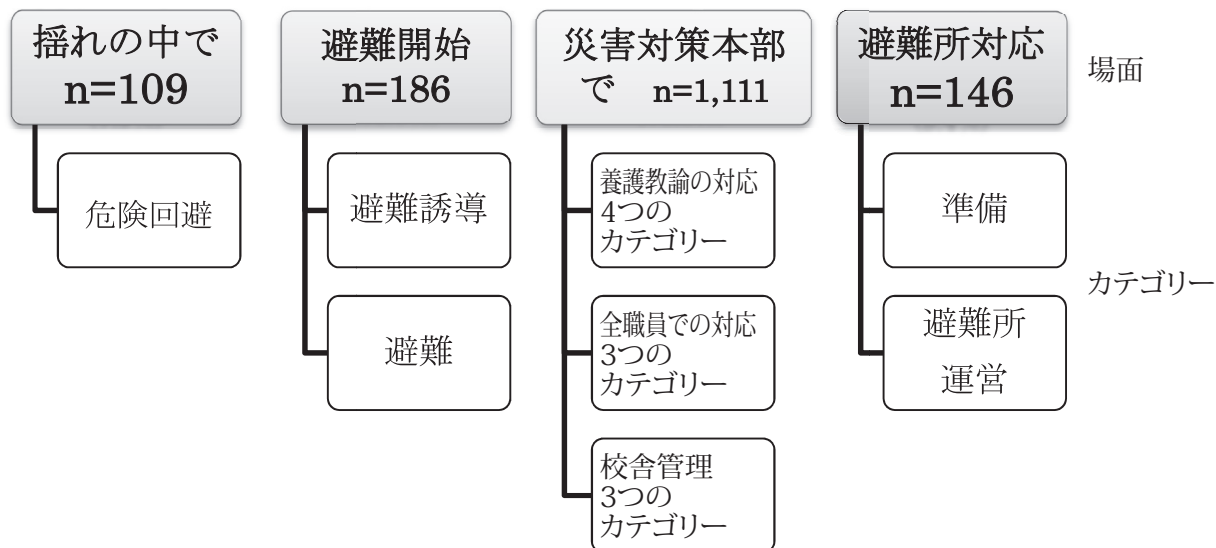 揺れの中で
n=109
危険回避
避難開始
n=186
避難誘導
避難
災害対策本部
で n=1,111
養護教諭の対応
4つの
カテゴリー
全職員での対応
3つの
カテゴリー
校舎管理
3つの
カテゴリー
避難所対応
n=146
準備
避難所
運営
場面
カテゴリー